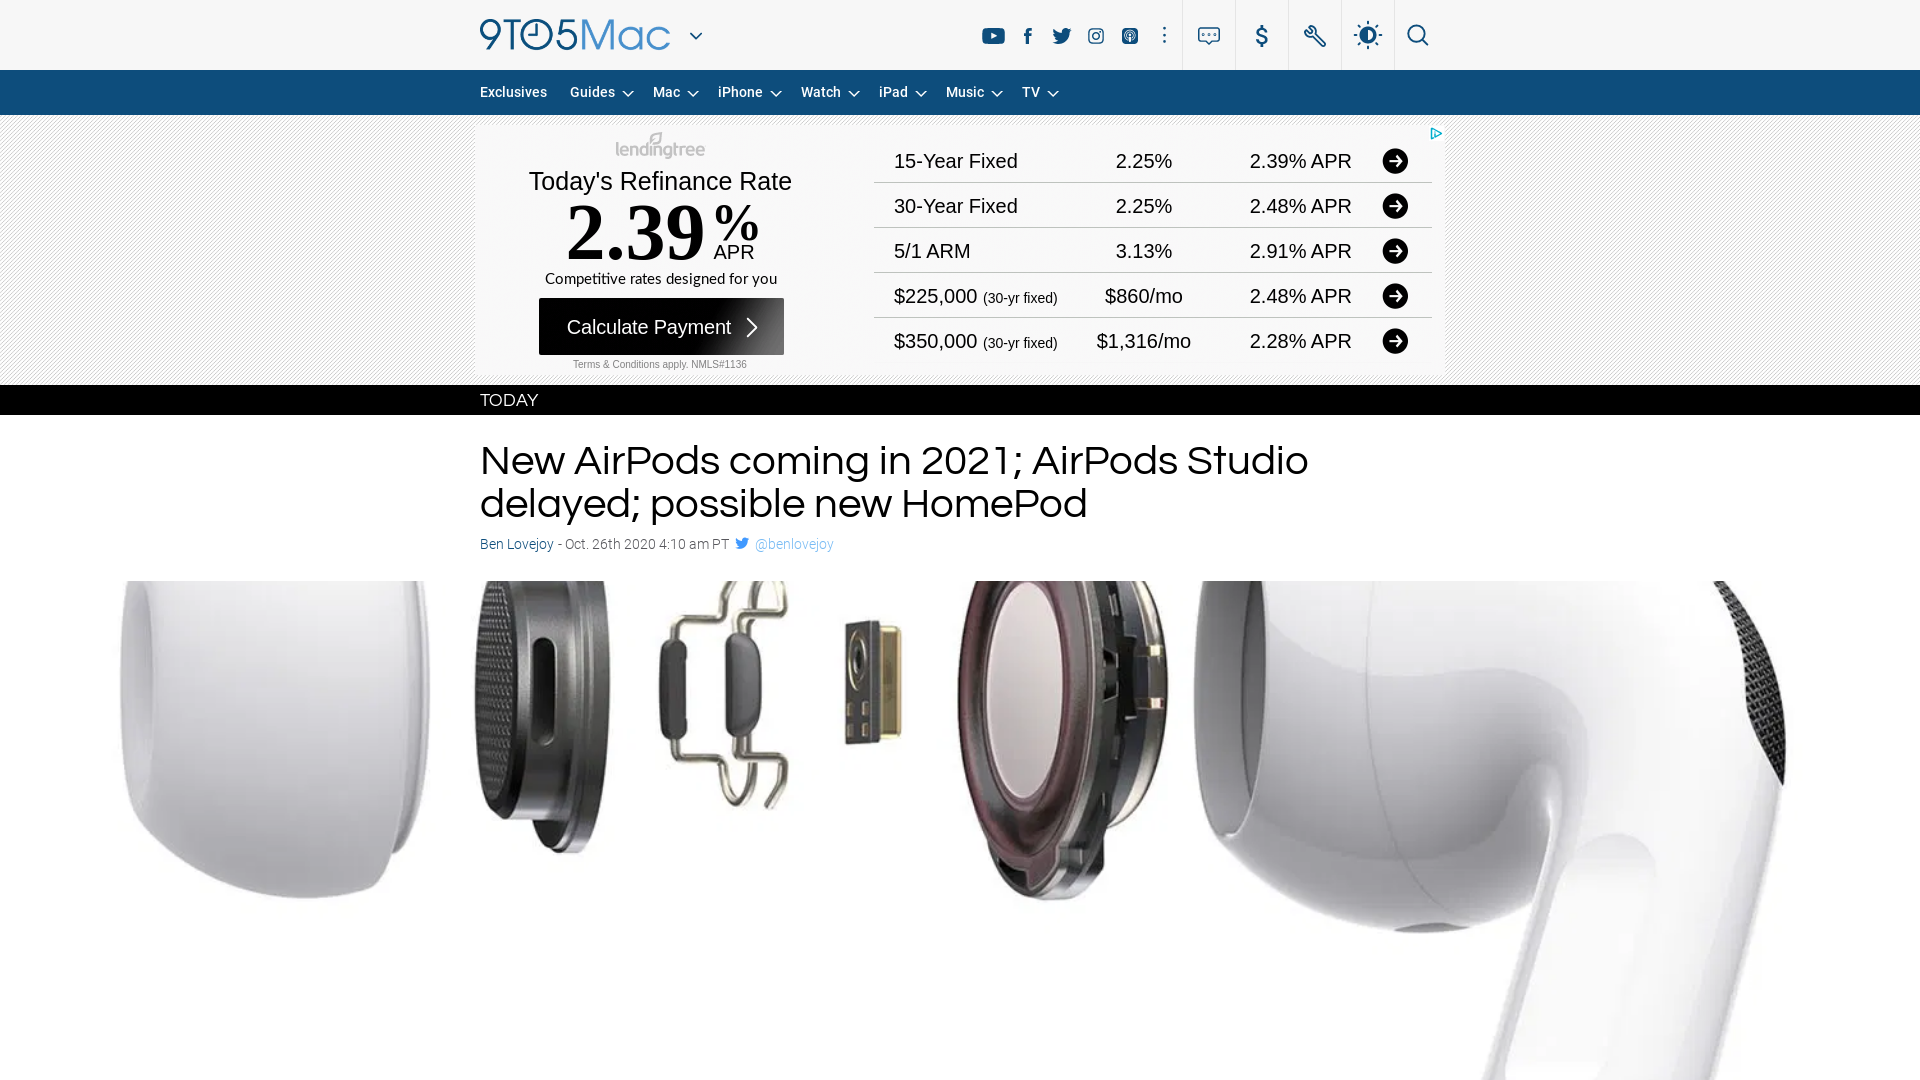 9TO5Mac
$
Exclusives Guides Mac iPhone Watch iPad Music TV
lendingtree
Today's Refinance Rate
2.39% APR
Competitive rates designed for you
Calculate Payment
Terms & Conditions apply. NMLS#1136
15-Year Fixed 2.25% 2.39% APR
30-Year Fixed 2.25% 2.48% APR
5/1 ARM 3.13% 2.91% APR
$225,000 (30-yr fixed) $860/mo 2.48% APR
$350,000 (30-yr fixed) $1,316/mo 2.28% APR
TODAY
New AirPods coming in 2021; AirPods Studio
delayed; possible new HomePod
Ben Lovejoy - Oct. 26th 2020 4:10 am PT @benlovejoy